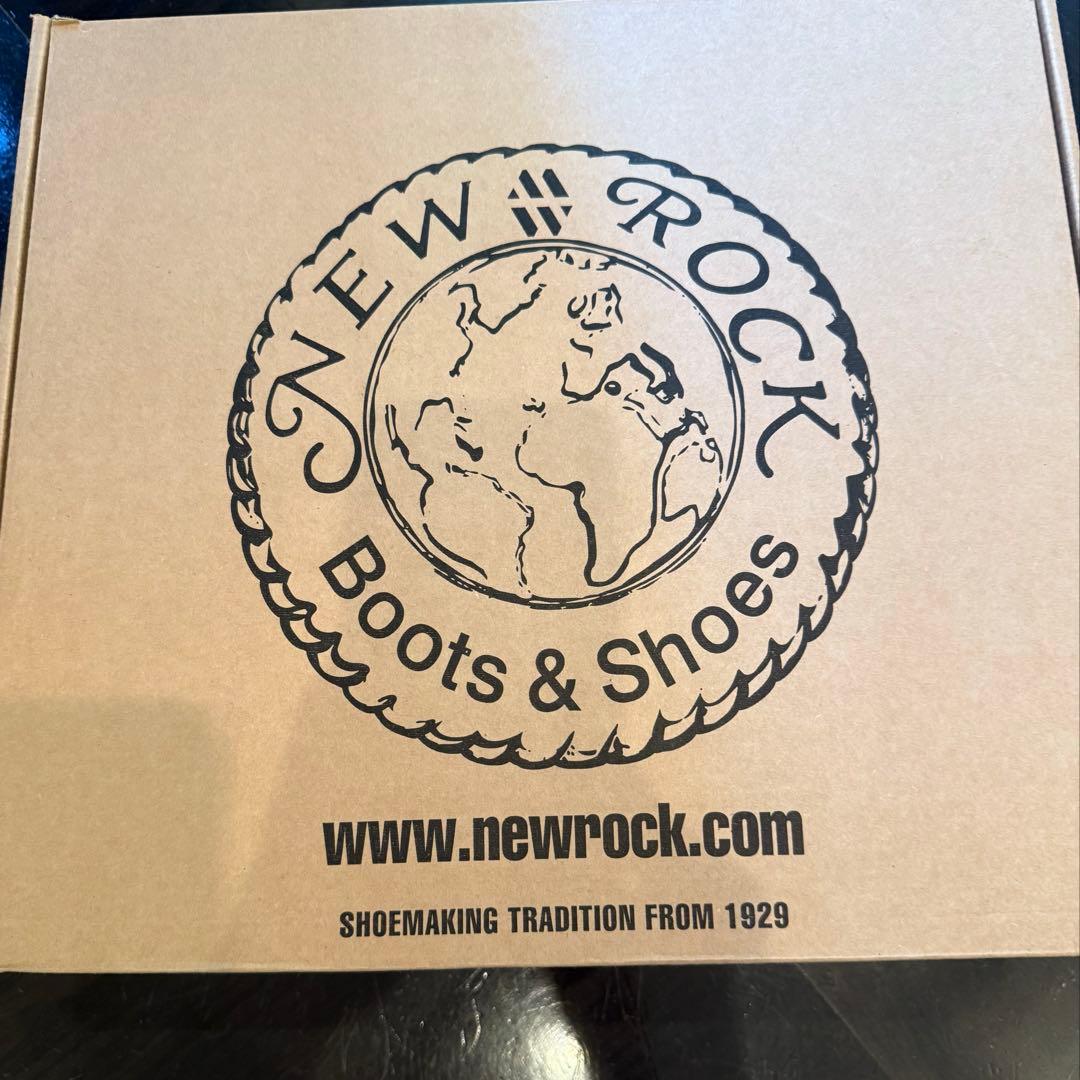 NEW ROCK
Boots & Shoes
www.newrock.com
SHOEMAKING TRADITION FROM 1929